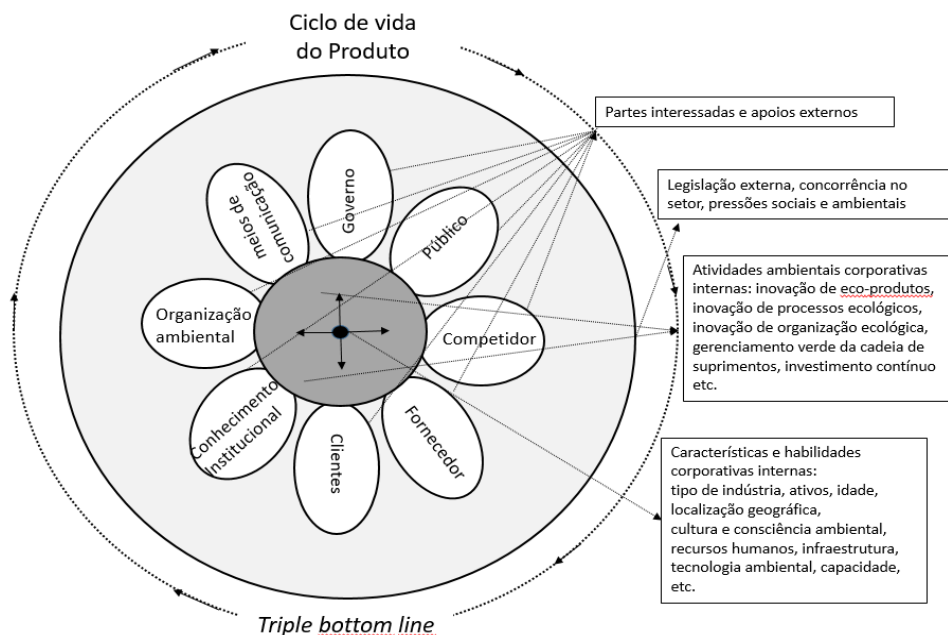 Ciclo de vida
do Produto
Partes interessadas e apoios externos
Legislação externa, concorrência no
setor, pressões sociais e ambientais
Atividades ambientais corporativas
internas: inovação de eco-produtos,
inovação de processos ecológicos,
inovação de organização ecológica,
gerenciamento verde da cadeia de
suprimentos, investimento contínuo
etc.
Características e habilidades
corporativas internas:
tipo de indústria, ativos, idade,
localização geográfica,
cultura e consciência ambiental,
recursos humanos, infraestrutura,
tecnologia ambiental, capacidade,
etc.
meios de
comunicação
Governo
Público
Organização
ambiental
Competidor
Conhecimento
Institucional
Clientes
Fornecedor
Triple bottom line